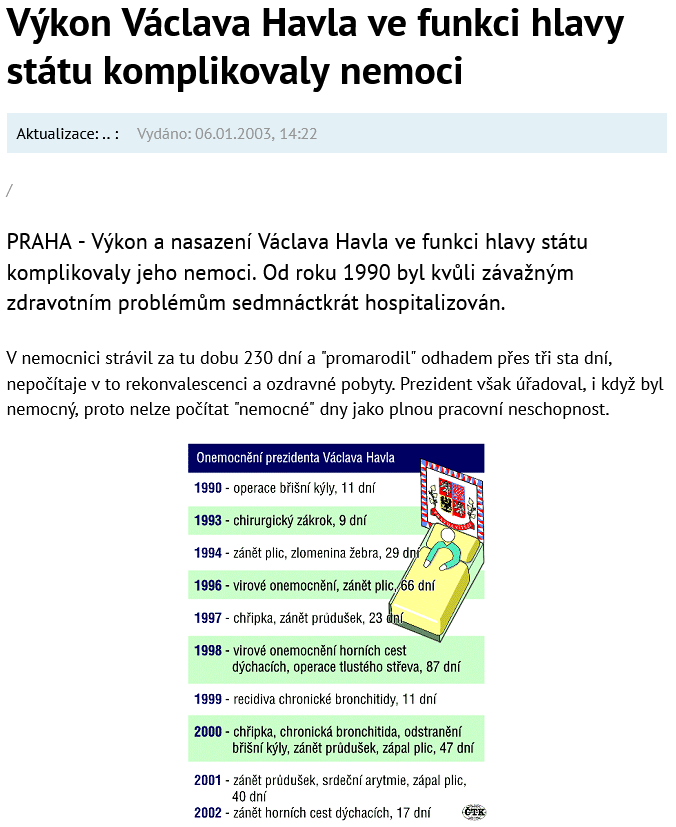 Výkon Václava Havla ve funkci hlavy
státu komplikovaly nemoci
Aktualizace: .. : Vydáno: 06.01.2003, 14:22
/
PRAHA - Výkon a nasazení Václava Havla ve funkci hlavy státu
komplikovaly jeho nemoci. Od roku 1990 byl kvůli závažným
zdravotním problémům sedmnáctkrát hospitalizován.
V nemocnici strávil za tu dobu 230 dní a "promarodil" odhadem přes tři sta dní,
nepočítaje v to rekonvalescenci a ozdravné pobyty. Prezident však úřadoval, i když byl
nemocný, proto nelze počítat "nemocné" dny jako plnou pracovní neschopnost.
Onemocnění prezidenta Václava Havla
1990 - operace břišní kýly, 11 dní
1993 - chirurgický zákrok, 9 dní
1994 - zánět plic, zlomenina žebra, 29 dní
1996 - virové onemocnění, zánět plic, 66 dní
1997 - chřipka, zánět průdušek, 23 dní
1998 - virové onemocnění horních cest
dýchacích, operace tlustého střeva, 87 dní
1999 - recidiva chronické bronchitidy, 11 dní
2000 - chřipka, chronická bronchitida, odstranění
břišní kýly, zánět průdušek, zápal plic, 47 dní
2001 - zánět průdušek, srdeční arytmie, zápal plic,
40 dní
2002 - zánět horních cest dýchacích, 17 dní
ČTK